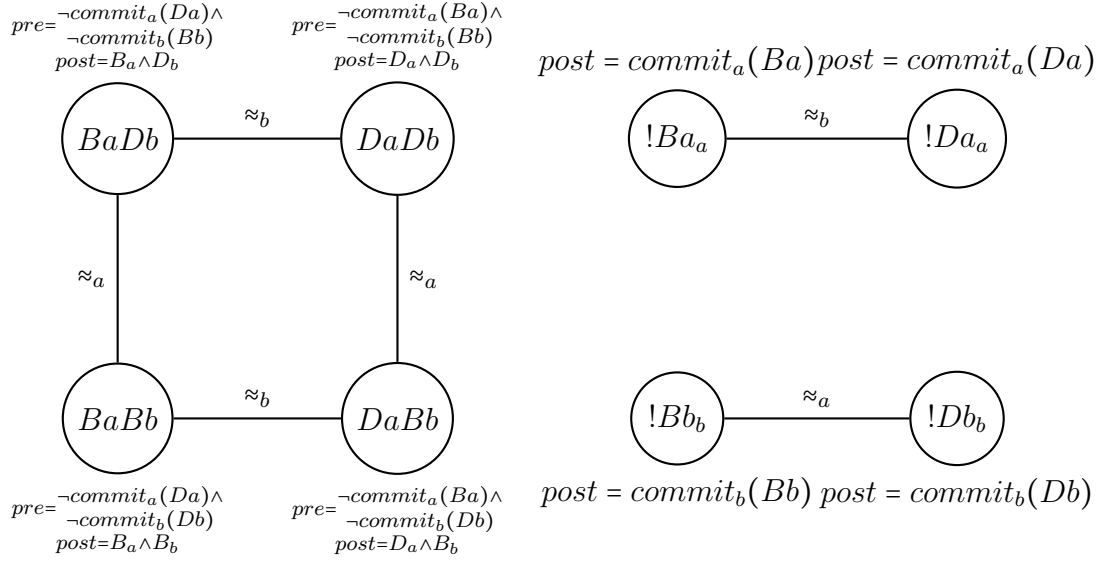 pre=¬commit_a(Da)∧
¬commit_b(Bb)
post=B_a∧D_b
pre=¬commit_a(Ba)∧
¬commit_b(Bb)
post=D_a∧D_b
post = commit_a(Ba) post = commit_a(Da)
BaDb
≈_b
DaDb
!Ba_a
≈_b
!Da_a
≈_a
≈_a
BaBb
≈_b
DaBb
!Bb_b
≈_a
!Db_b
pre=¬commit_a(Da)∧
¬commit_b(Db)
post=B_a∧B_b
pre=¬commit_a(Ba)∧
¬commit_b(Db)
post=D_a∧B_b
post = commit_b(Bb) post = commit_b(Db)